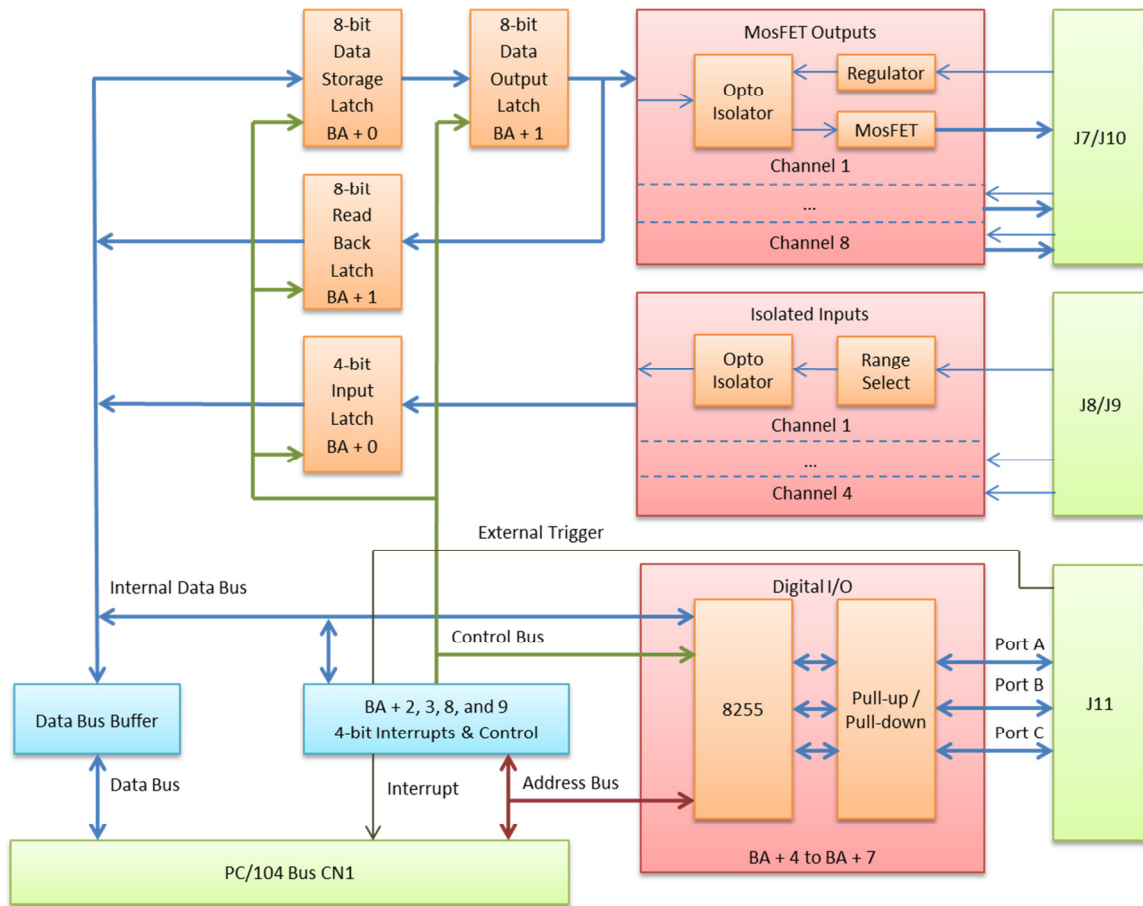 8-bit
Data
Storage
Latch
BA + 0
8-bit
Data
Output
Latch
BA + 1
MosFET Outputs
Opto
Isolator
Regulator
MosFET
Channel 1
...
Channel 8
J7/J10
8-bit
Read
Back
Latch
BA + 1
4-bit
Input
Latch
BA + 0
Isolated Inputs
Opto
Isolator
Range
Select
Channel 1
...
Channel 4
J8/J9
External Trigger
Internal Data Bus
Control Bus
Digital I/O
8255
Pull-up /
Pull-down
Port A
Port B
Port C
J11
BA + 4 to BA + 7
Data Bus Buffer
BA + 2, 3, 8, and 9
4-bit Interrupts & Control
Data Bus
Interrupt
Address Bus
PC/104 Bus CN1